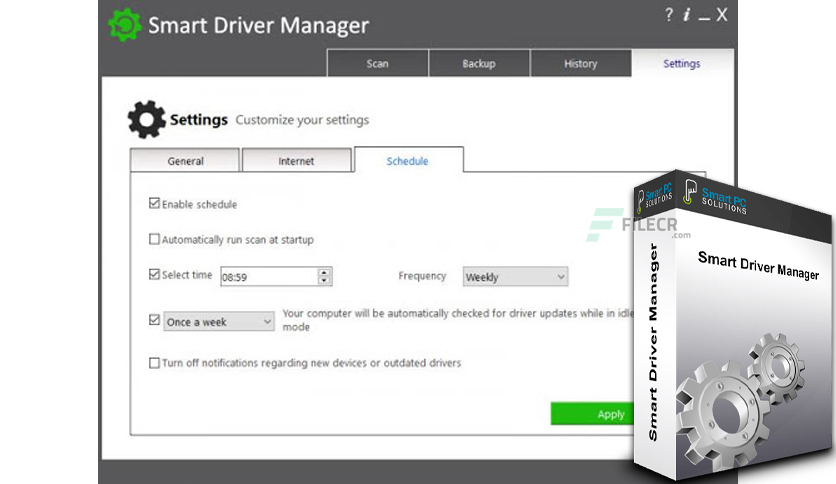 Smart Driver Manager
? i _ X
Scan Backup History Settings
Settings Customize your settings
General Internet Schedule
Enable schedule
Automatically run scan at startup
Select time 08:59 Frequency Weekly
Once a week Your computer will be automatically checked for driver updates while in idle
mode
Turn off notifications regarding new devices or outdated drivers
Apply
FILECR
.com
Smart PC
SOLUTIONS
Smart Driver Manager
Smart PC
SOLUTIONS
Smart Driver Manager